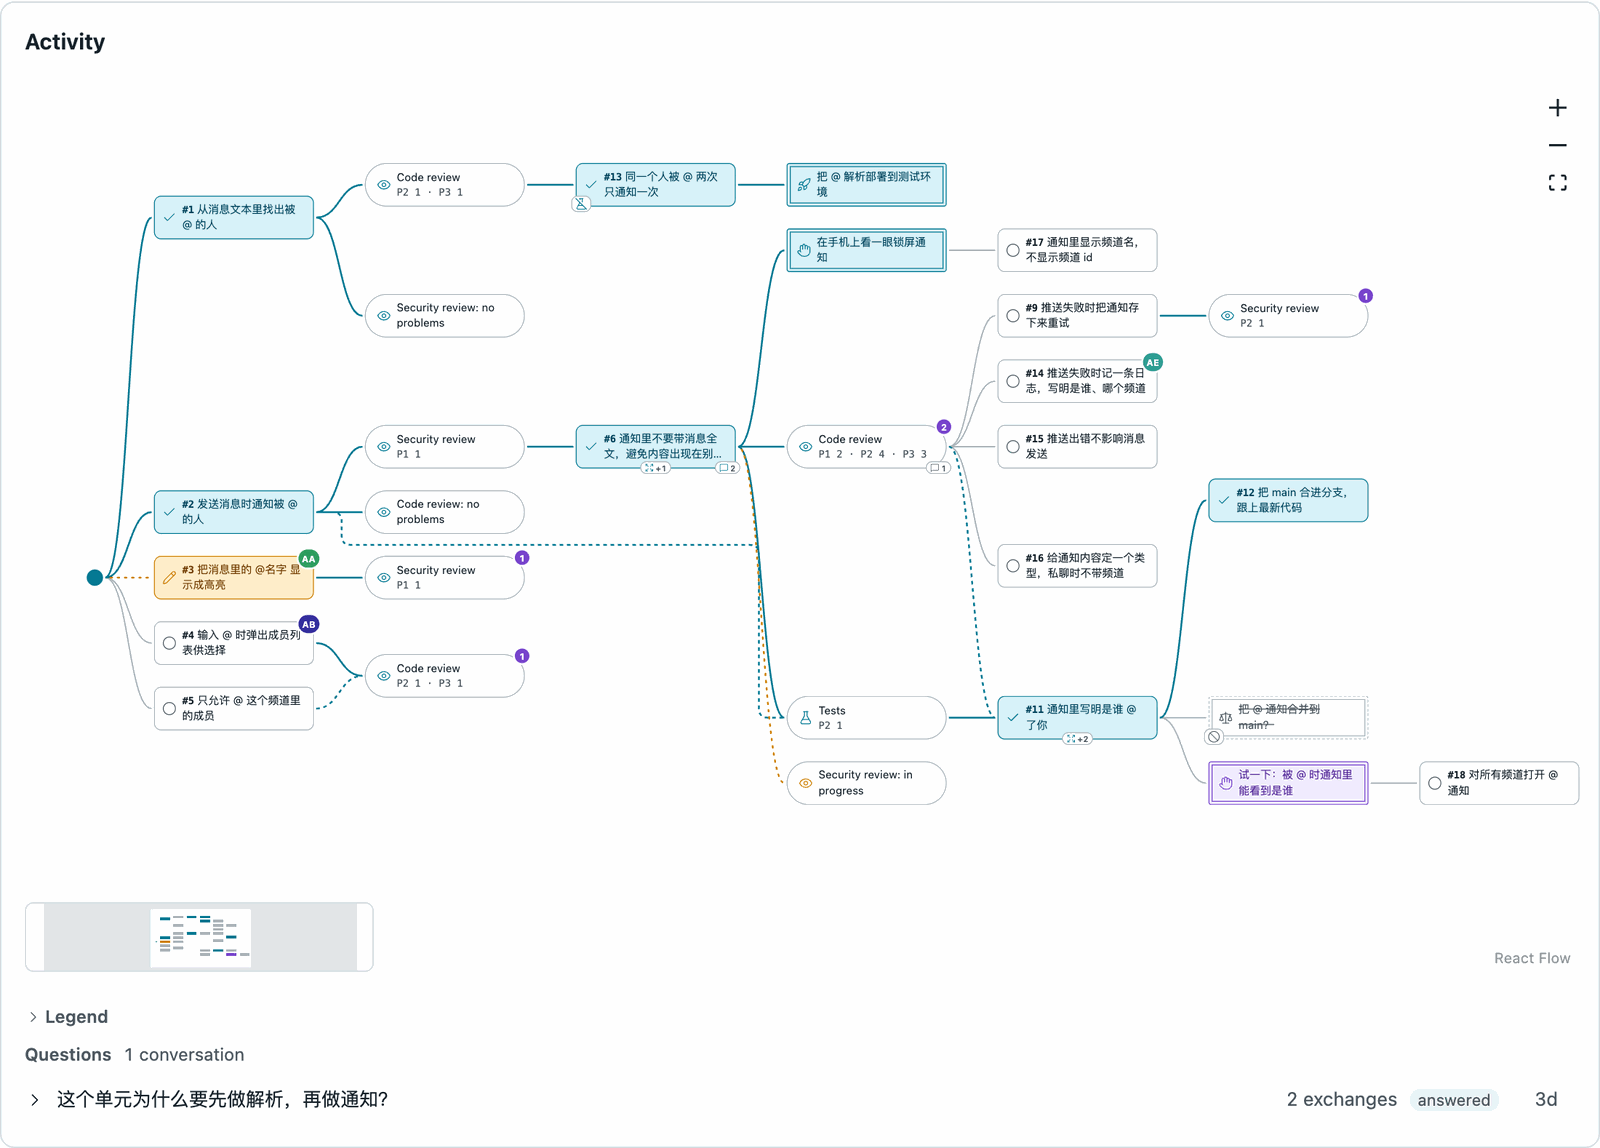 Activity
Code review
P2 1 · P3 1
#13 同一个人被 @ 两次
只通知一次
把 @ 解析部署到测试环
境
#1 从消息文本里找出被
@ 的人
在手机上看一眼锁屏通
知
#17 通知里显示频道名，
不显示频道 id
Security review: no
problems
#9 推送失败时把通知存
下来重试
Security review
P2 1
1
#14 推送失败时记一条日
志，写明是谁、哪个频道
AE
Security review
P1 1
#6 通知里不要带消息全
文，避免内容出现在别...
+1
2
Code review
P1 2 · P2 4 · P3 3
2
1
#15 推送出错不影响消息
发送
#12 把 main 合进分支，
跟上最新代码
#2 发送消息时通知被 @
的人
Code review: no
problems
#3 把消息里的 @名字 显
示成高亮
AA
Security review
P1 1
1
#16 给通知内容定一个类
型，私聊时不带频道
#4 输入 @ 时弹出成员列
表供选择
AB
Code review
P2 1 · P3 1
1
#5 只允许 @ 这个频道里
的成员
Tests
P2 1
#11 通知里写明是谁 @
了你
+2
把 @ 通知合并到
main?
Security review: in
progress
试一下：被 @ 时通知里
能看到是谁
#18 对所有频道打开 @
通知
React Flow
Legend
Questions 1 conversation
这个单元为什么要先做解析，再做通知？
2 exchanges answered 3d